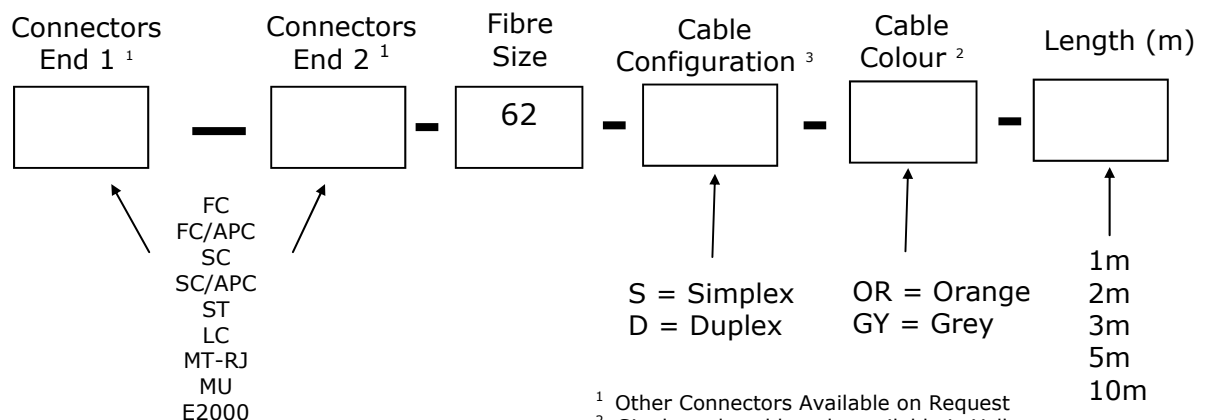 Connectors End 1 ¹
Connectors End 2 ¹
Fibre Size
Cable Configuration ³
Cable Colour ²
Length (m)
62
FC
FC/APC
SC
SC/APC
ST
LC
MT-RJ
MU
E2000
S = Simplex
D = Duplex
OR = Orange
GY = Grey
1m
2m
3m
5m
10m
¹ Other Connectors Available on Request